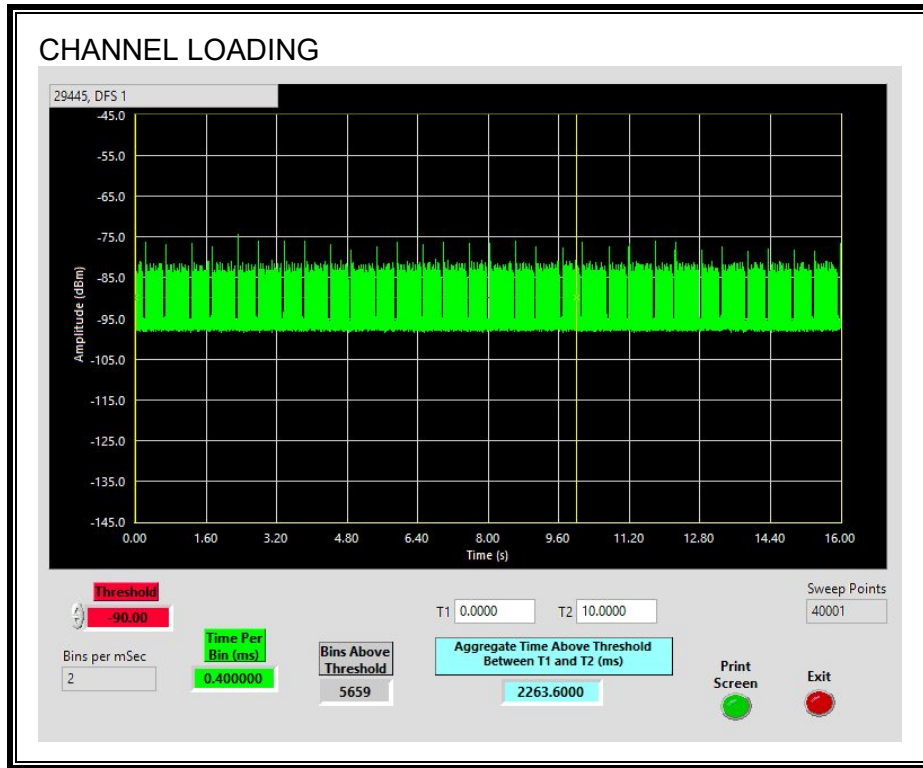 CHANNEL LOADING
29445, DFS 1
-45.0
-55.0
-65.0
-75.0
-85.0
-95.0
-105.0
-115.0
-125.0
-135.0
-145.0
Amplitude (dBm)
0.00 1.60 3.20 4.80 6.40 8.00 9.60 11.20 12.80 14.40 16.00
Time (s)
Threshold
-90.00
Bins per mSec
2
Time Per
Bin (ms)
0.400000
Bins Above
Threshold
5659
T1 0.0000 T2 10.0000
Aggregate Time Above Threshold
Between T1 and T2 (ms)
2263.6000
Sweep Points
40001
Print
Screen
Exit